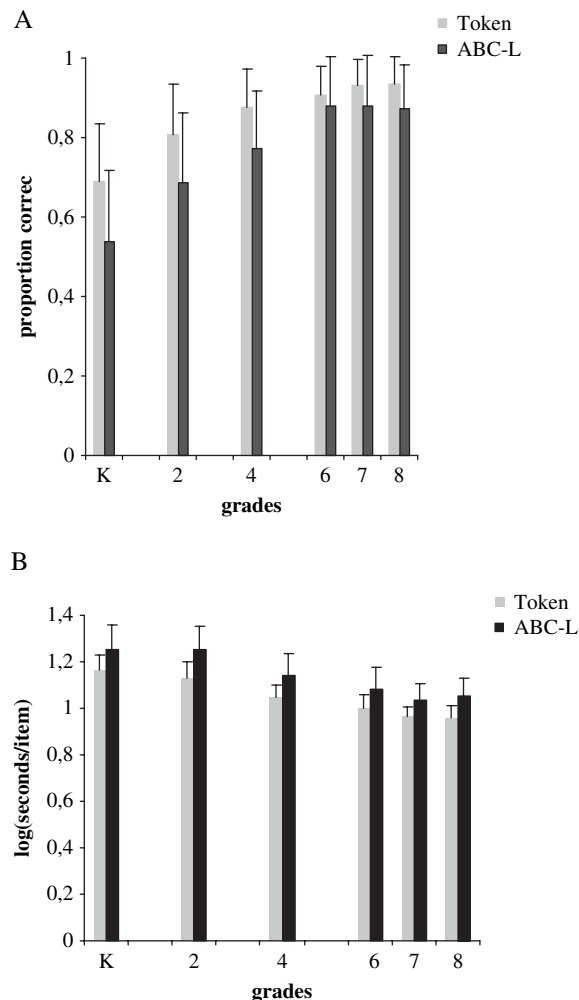 A
Token
ABC-L
1
0,8
0,6
0,4
0,2
0
proportion correc
K 2 4 6 7 8
grades
B
Token
ABC-L
1,4
1,2
1
0,8
0,6
0,4
0,2
0
log(seconds/item)
K 2 4 6 7 8
grades